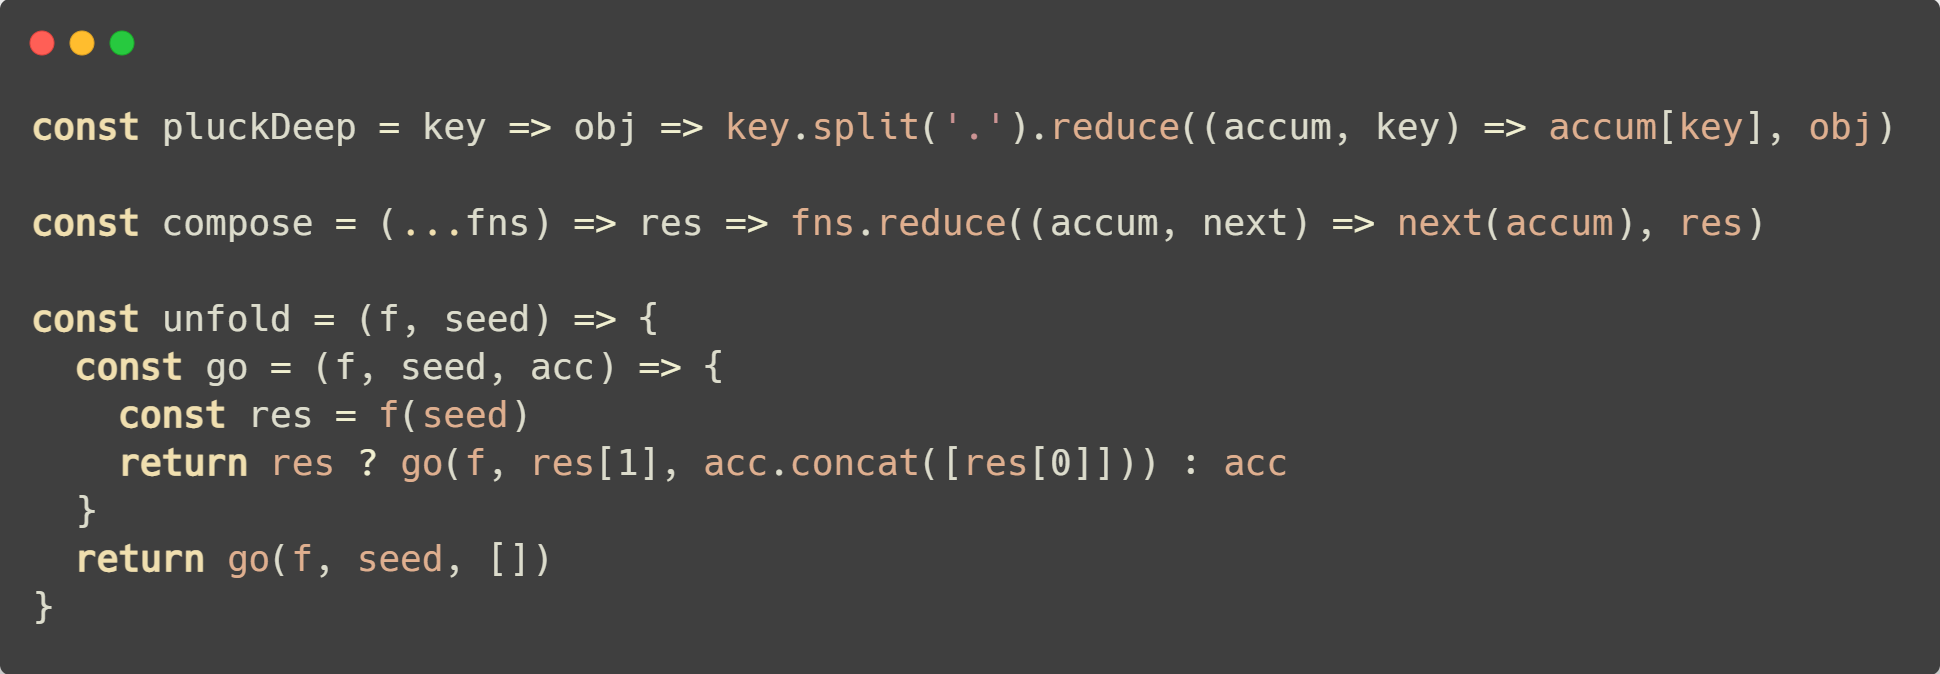 const pluckDeep = key => obj => key.split('.').reduce((accum, key) => accum[key], obj)
const compose = (...fns) => res => fns.reduce((accum, next) => next(accum), res)
const unfold = (f, seed) => {
  const go = (f, seed, acc) => {
    const res = f(seed)
    return res ? go(f, res[1], acc.concat([res[0]])) : acc
  }
  return go(f, seed, [])
}